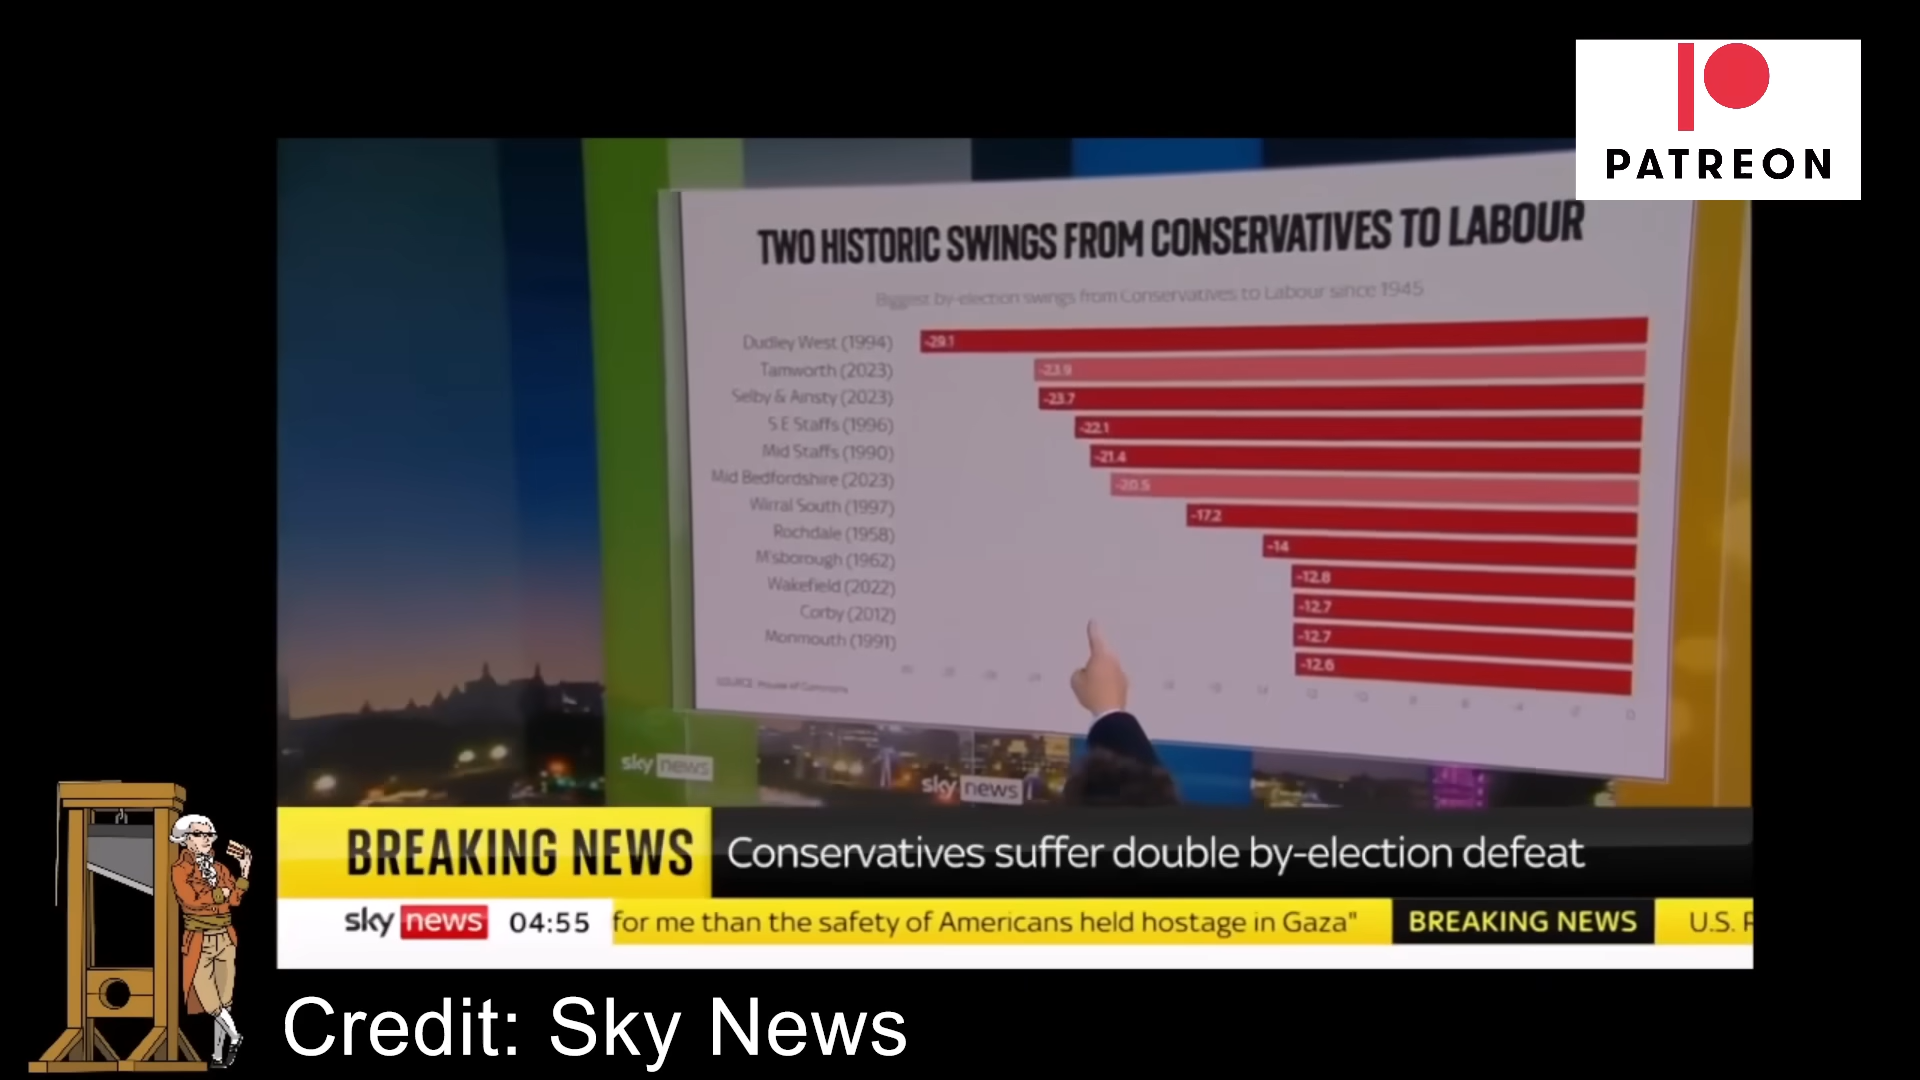 PATREON
TWO HISTORIC SWINGS FROM CONSERVATIVES TO LABOUR
Biggest by-election swings from Conservatives to Labour since 1945
Dudley West (1994) -29.1
Tamworth (2023) -23.9
Selby & Ainsty (2023) -23.7
S E Staffs (1996) -22.1
Mid Staffs (1990) -21.4
Mid Bedfordshire (2023) -20.5
Wirral South (1997) -17.2
Rochdale (1958) -14
M'sborough (1962) -12.8
Wakefield (2022) -12.7
Corby (2012) -12.7
Monmouth (1991) -12.6
SOURCE: House of Commons
sky news
sky news
BREAKING NEWS
Conservatives suffer double by-election defeat
sky news 04:55 for me than the safety of Americans held hostage in Gaza" BREAKING NEWS U.S.
Credit: Sky News